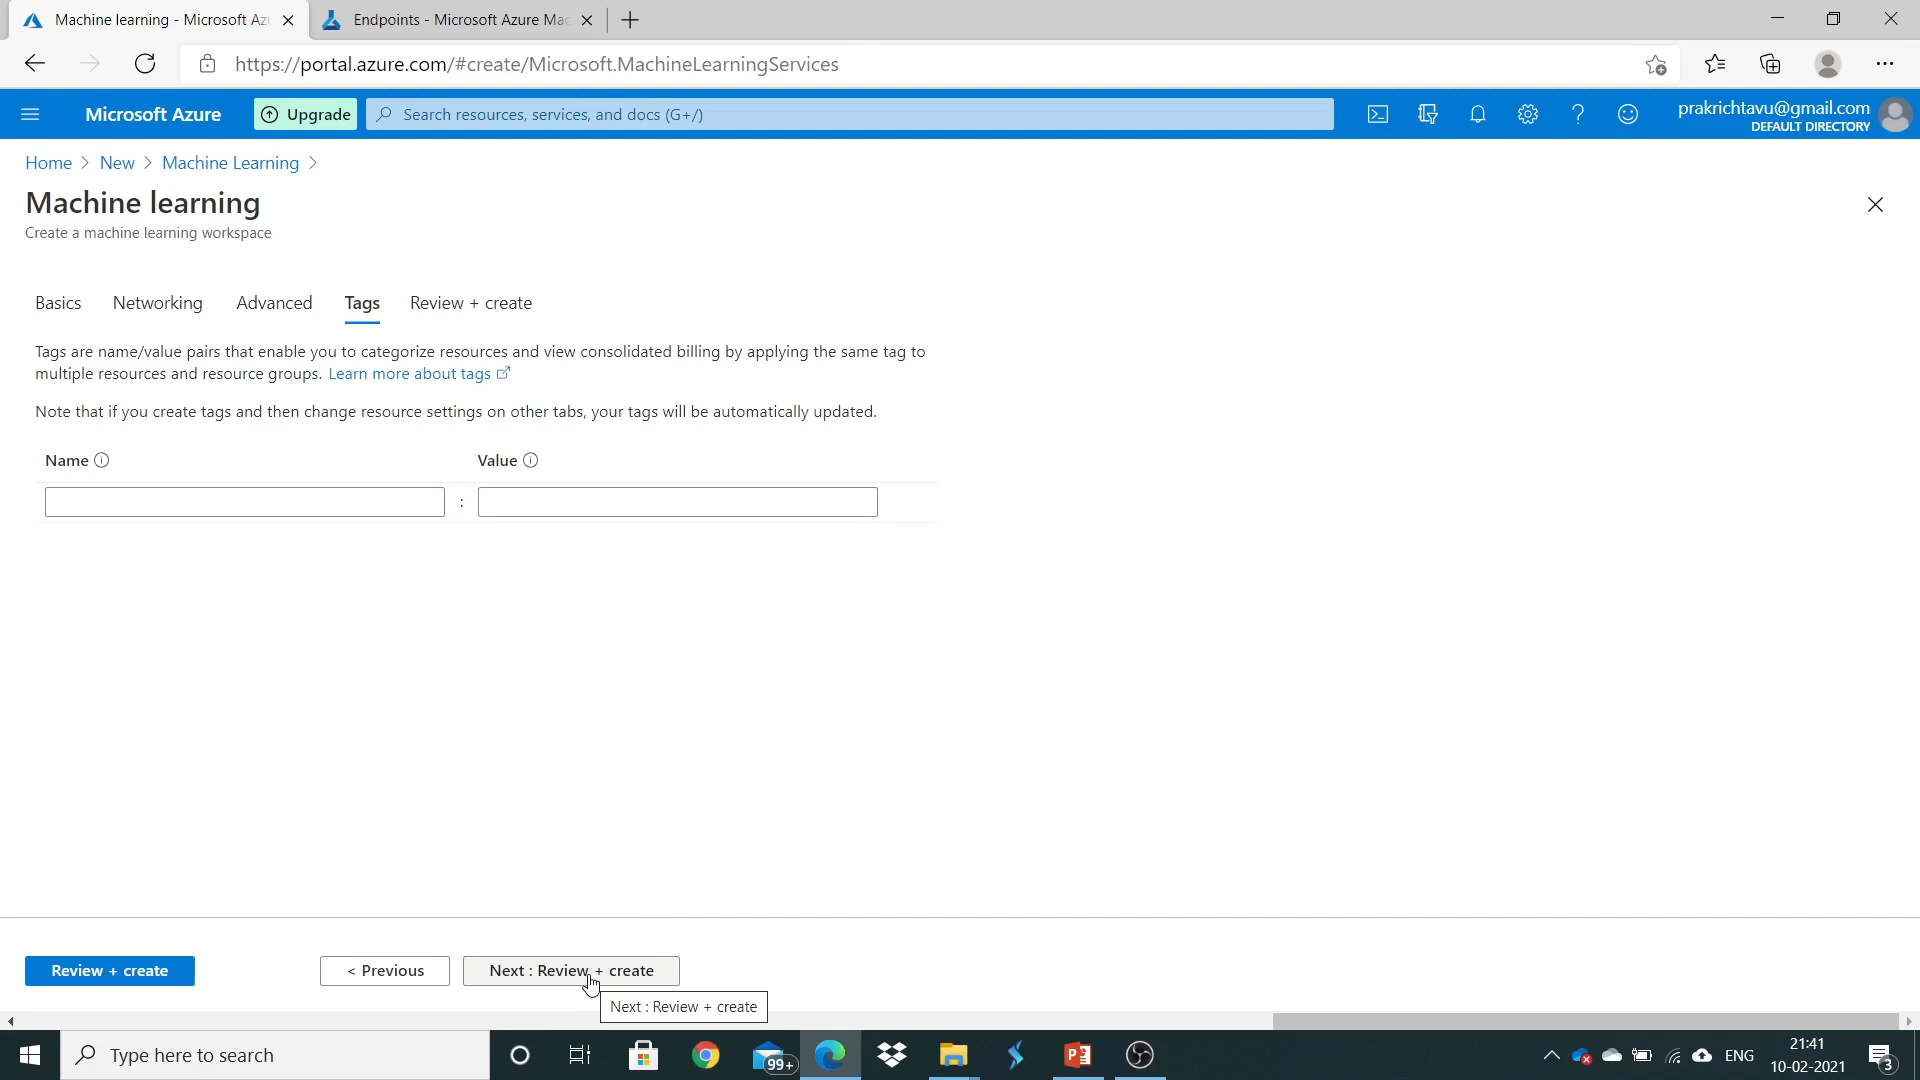 Machine learning - Microsoft Az
Endpoints - Microsoft Azure Mac
https://portal.azure.com/#create/Microsoft.MachineLearningServices
Microsoft Azure
Upgrade
Search resources, services, and docs (G+/)
prakrichtavu@gmail.com
DEFAULT DIRECTORY
Home > New > Machine Learning >
Machine learning
Create a machine learning workspace
Basics Networking Advanced Tags Review + create
Tags are name/value pairs that enable you to categorize resources and view consolidated billing by applying the same tag to
multiple resources and resource groups. Learn more about tags
Note that if you create tags and then change resource settings on other tabs, your tags will be automatically updated.
Name Value
:
Review + create < Previous Next : Review + create
Next : Review + create
Type here to search
99+
ENG
21:41
10-02-2021
3